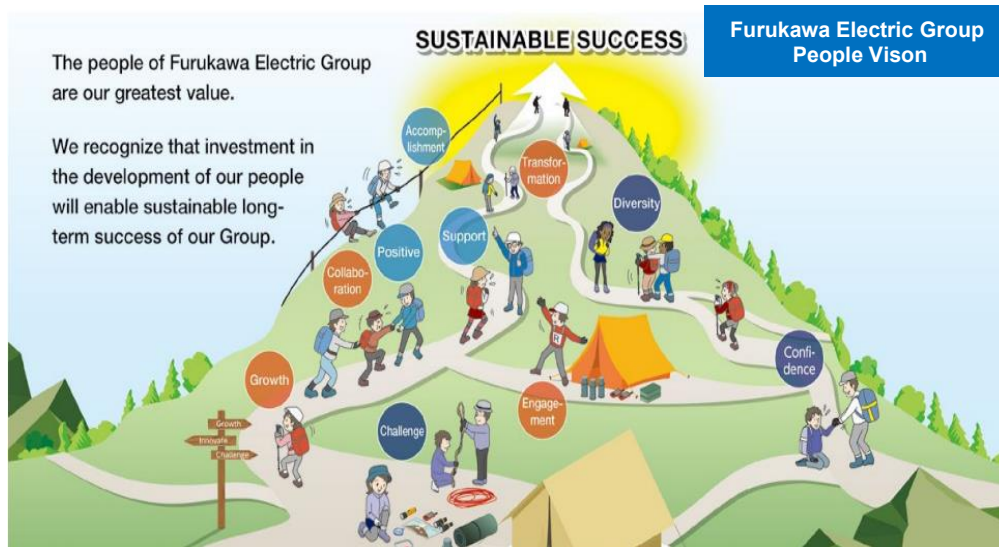 Furukawa Electric Group
People Vison
SUSTAINABLE SUCCESS
The people of Furukawa Electric Group
are our greatest value.
We recognize that investment in
the development of our people
will enable sustainable long-
term success of our Group.
Accomp-
lishment
Transfor-
mation
Diversity
Support
Positive
Collabo-
ration
Confi-
dence
Growth
Engage-
ment
Challenge
Growth
Innovate
Challenge
R